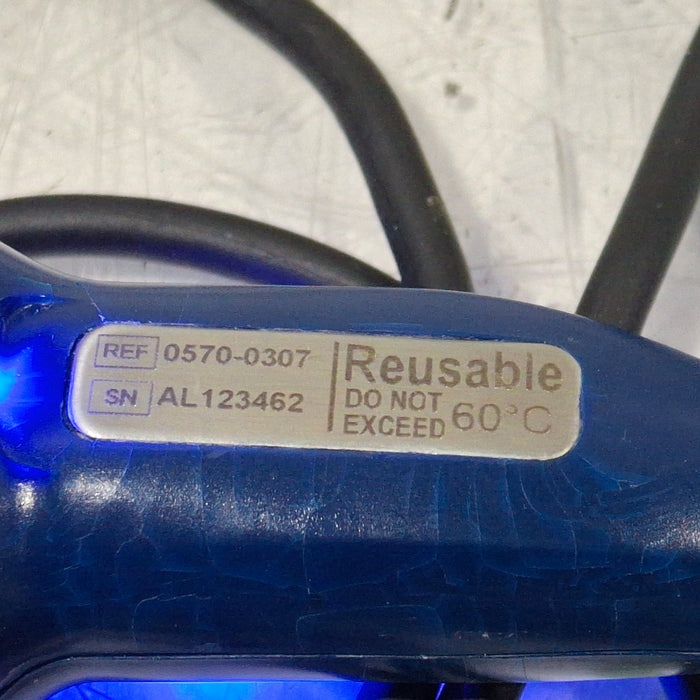 REF 0570-0307
SN AL123462
Reusable
DO NOT
EXCEED 60°C